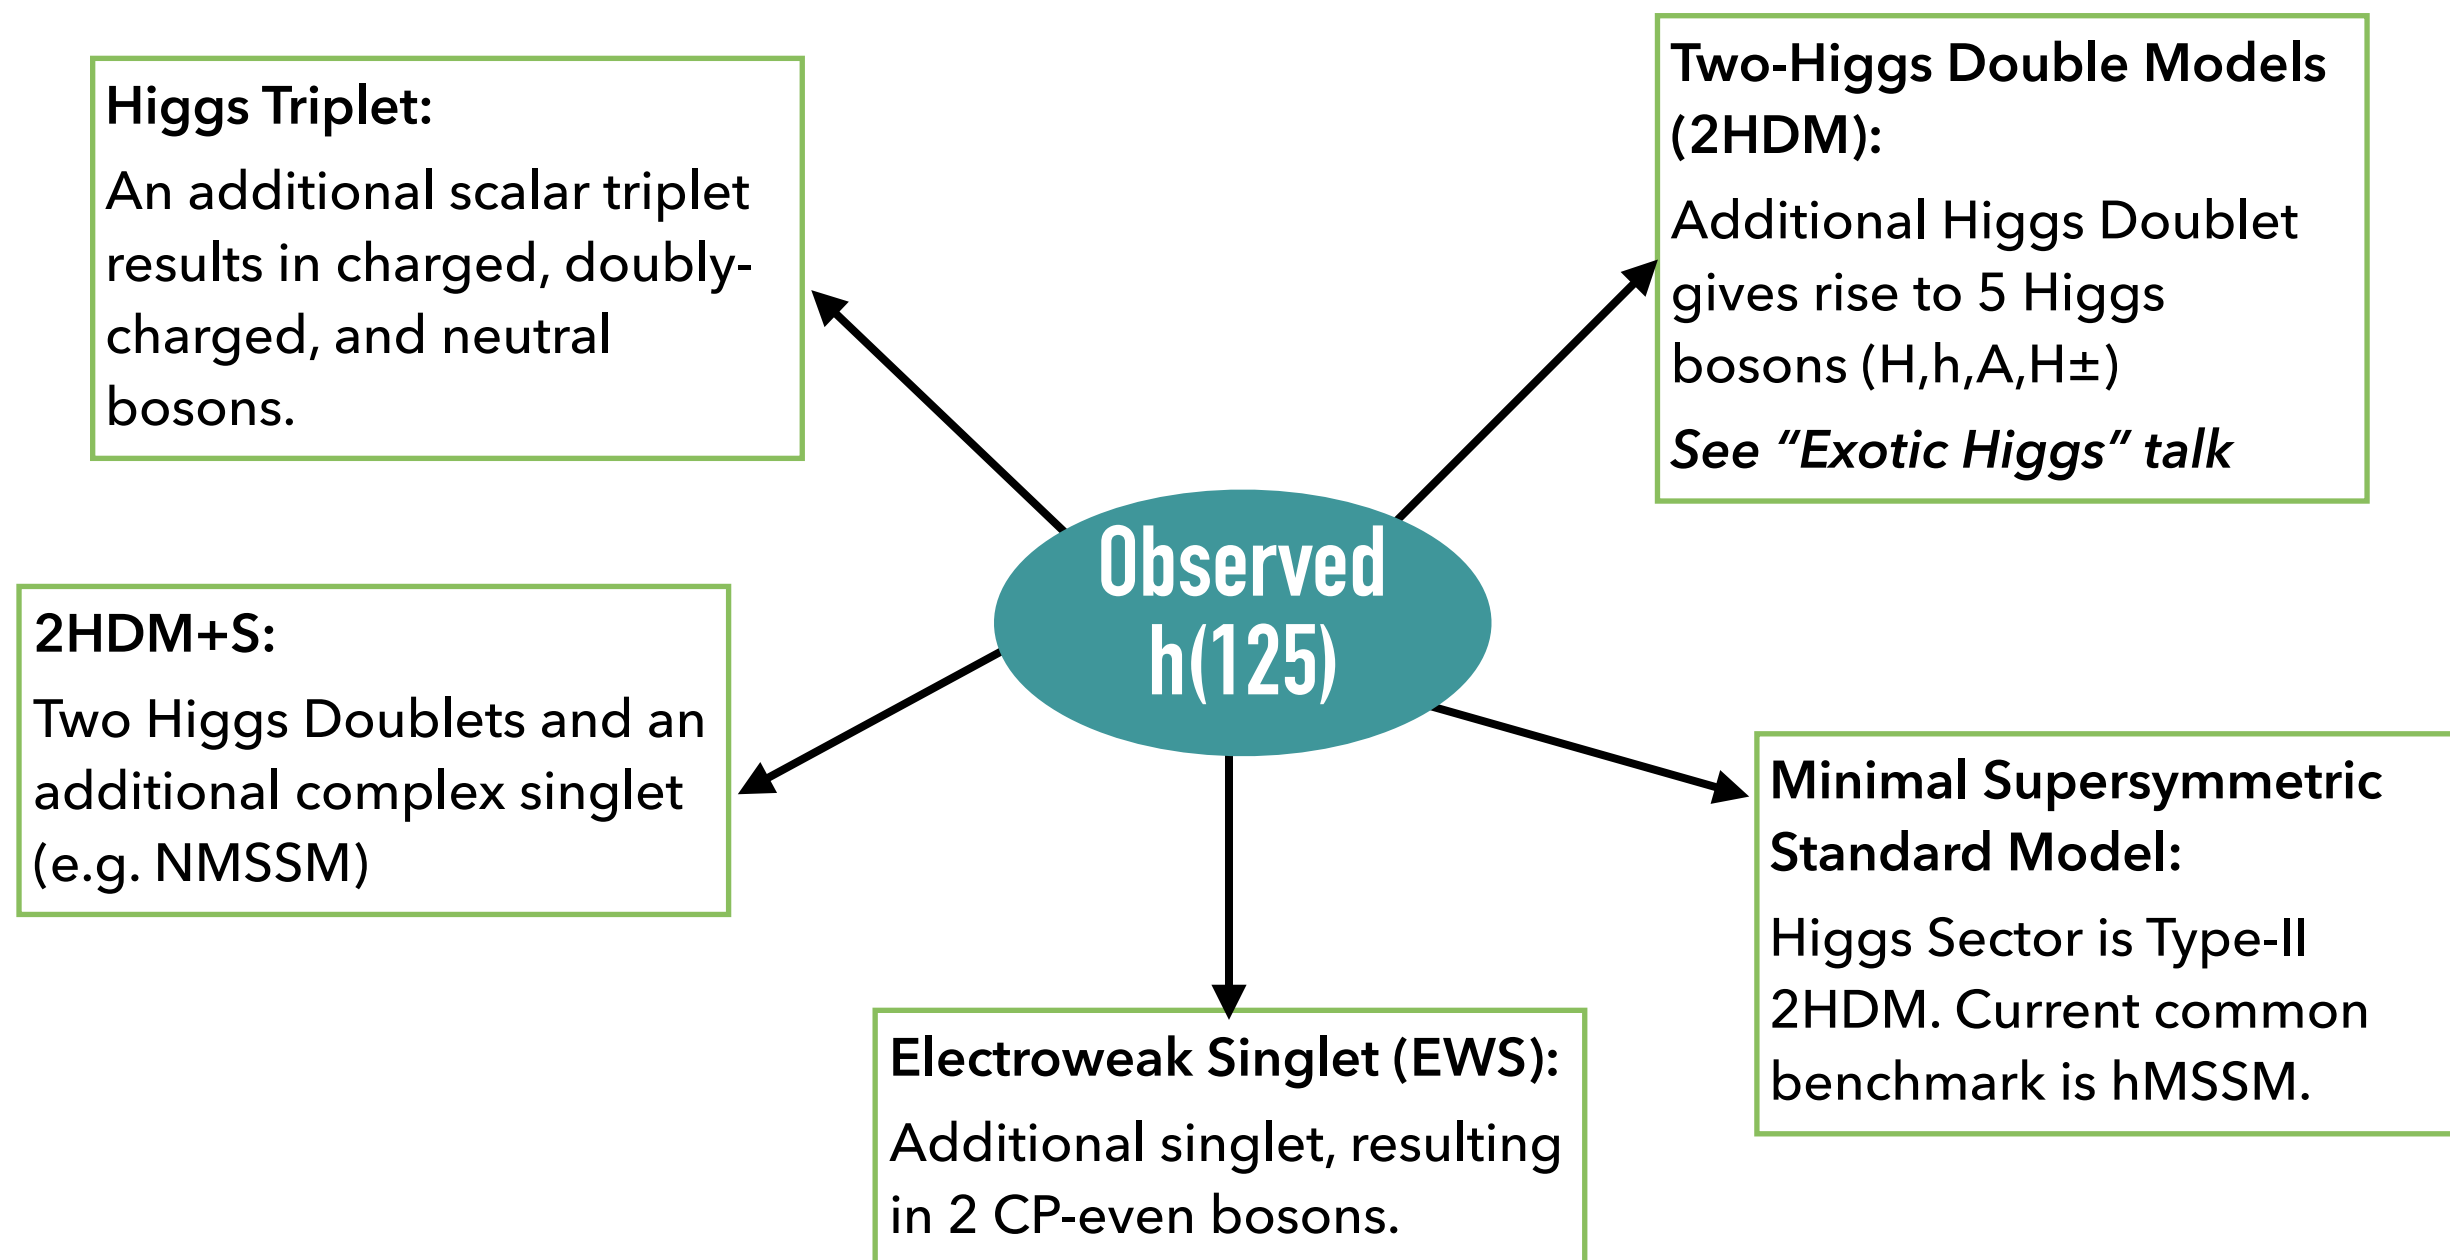 Higgs Triplet:
An additional scalar triplet
results in charged, doubly-
charged, and neutral
bosons.
Two-Higgs Double Models
(2HDM):
Additional Higgs Doublet
gives rise to 5 Higgs
bosons (H,h,A,H±)
See “Exotic Higgs” talk
Observed
h(125)
2HDM+S:
Two Higgs Doublets and an
additional complex singlet
(e.g. NMSSM)
Minimal Supersymmetric
Standard Model:
Higgs Sector is Type-II
2HDM. Current common
benchmark is hMSSM.
Electroweak Singlet (EWS):
Additional singlet, resulting
in 2 CP-even bosons.